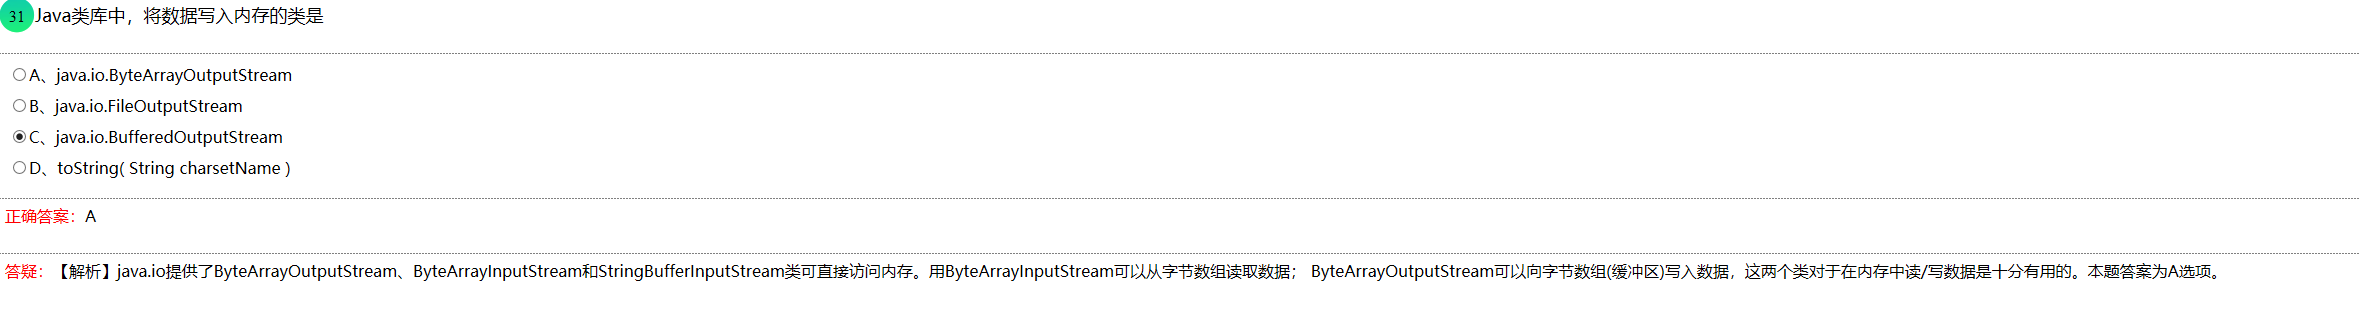 31 Java类库中，将数据写入内存的类是
A、java.io.ByteArrayOutputStream
B、java.io.FileOutputStream
C、java.io.BufferedOutputStream
D、toString( String charsetName )
正确答案：A
答疑：【解析】java.io提供了ByteArrayOutputStream、ByteArrayInputStream和StringBufferInputStream类可直接访问内存。用ByteArrayInputStream可以从字节数组读取数据； ByteArrayOutputStream可以向字节数组(缓冲区)写入数据，这两个类对于在内存中读/写数据是十分有用的。本题答案为A选项。